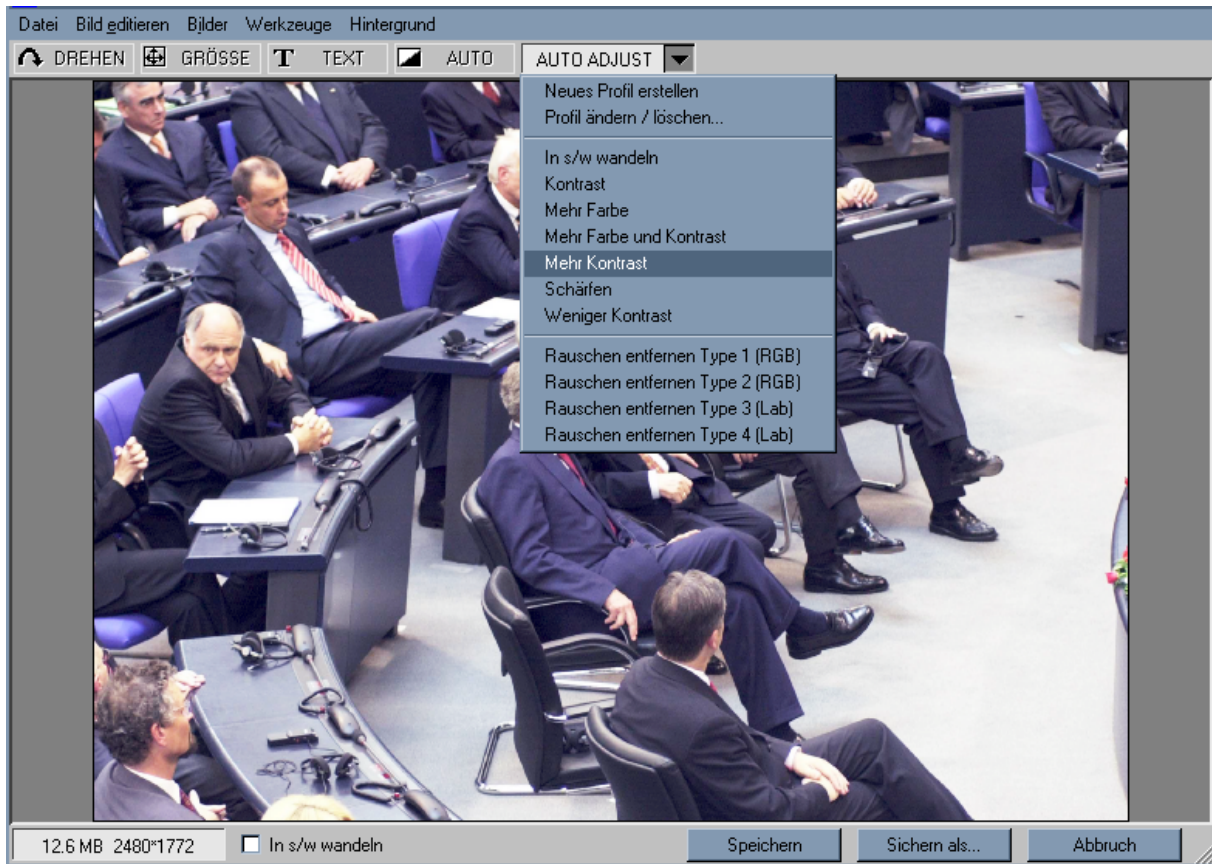 Datei Bild editieren Bilder Werkzeuge Hintergrund
DREHEN GRÖSSE T TEXT AUTO AUTO ADJUST
Neues Profil erstellen
Profil ändern / löschen...
In s/w wandeln
Kontrast
Mehr Farbe
Mehr Farbe und Kontrast
Mehr Kontrast
Schärfen
Weniger Kontrast
Rauschen entfernen Type 1 (RGB)
Rauschen entfernen Type 2 (RGB)
Rauschen entfernen Type 3 (Lab)
Rauschen entfernen Type 4 (Lab)
12.6 MB 2480*1772 In s/w wandeln Speichern Sichern als... Abbruch